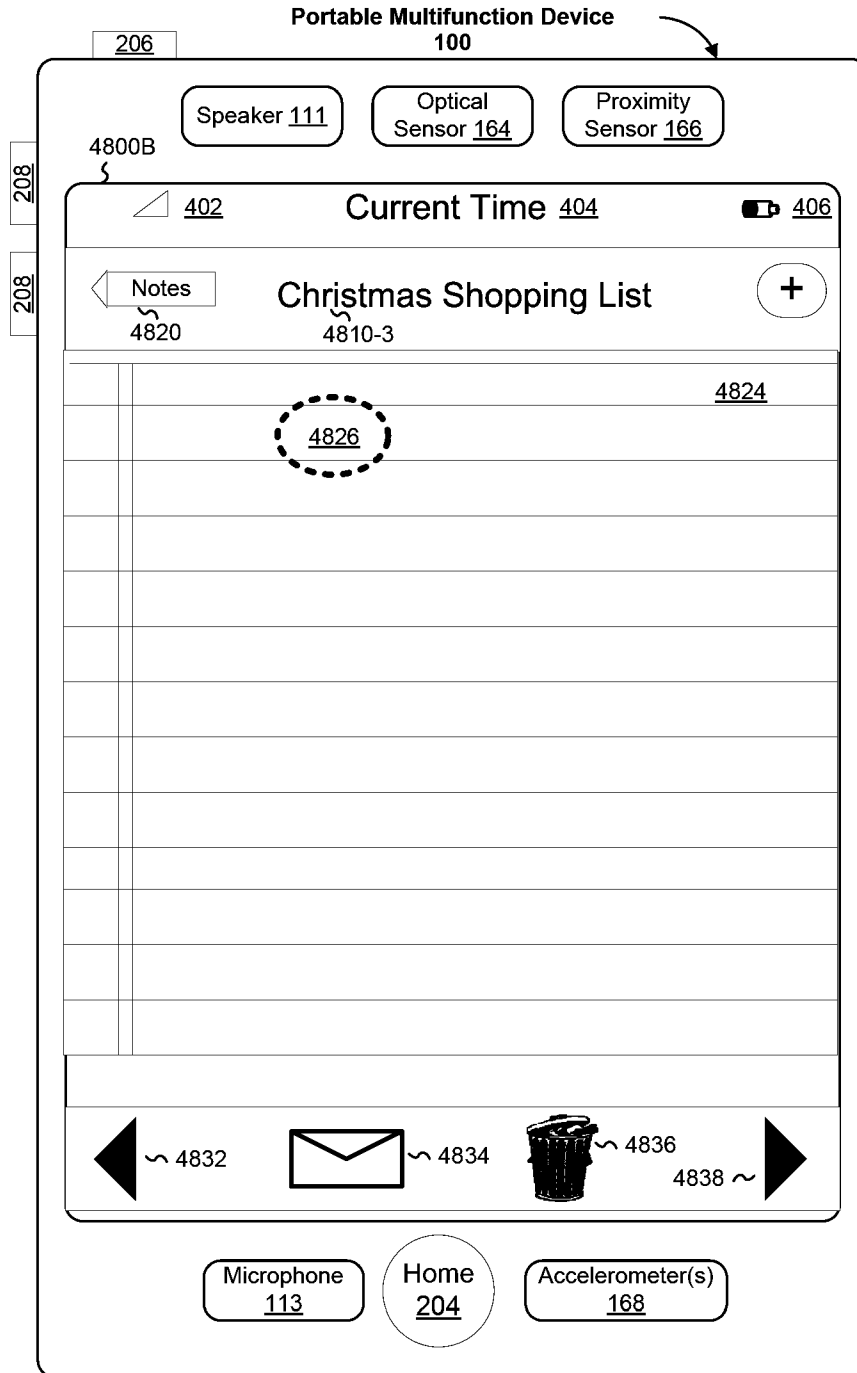 Portable Multifunction Device
100
206
Speaker 111
Optical
Sensor 164
Proximity
Sensor 166
4800B
208
402
Current Time 404
406
208
Notes
Christmas Shopping List
+
4820
4810-3
4824
4826
4832
4834
4836
4838
Microphone
113
Home
204
Accelerometer(s)
168